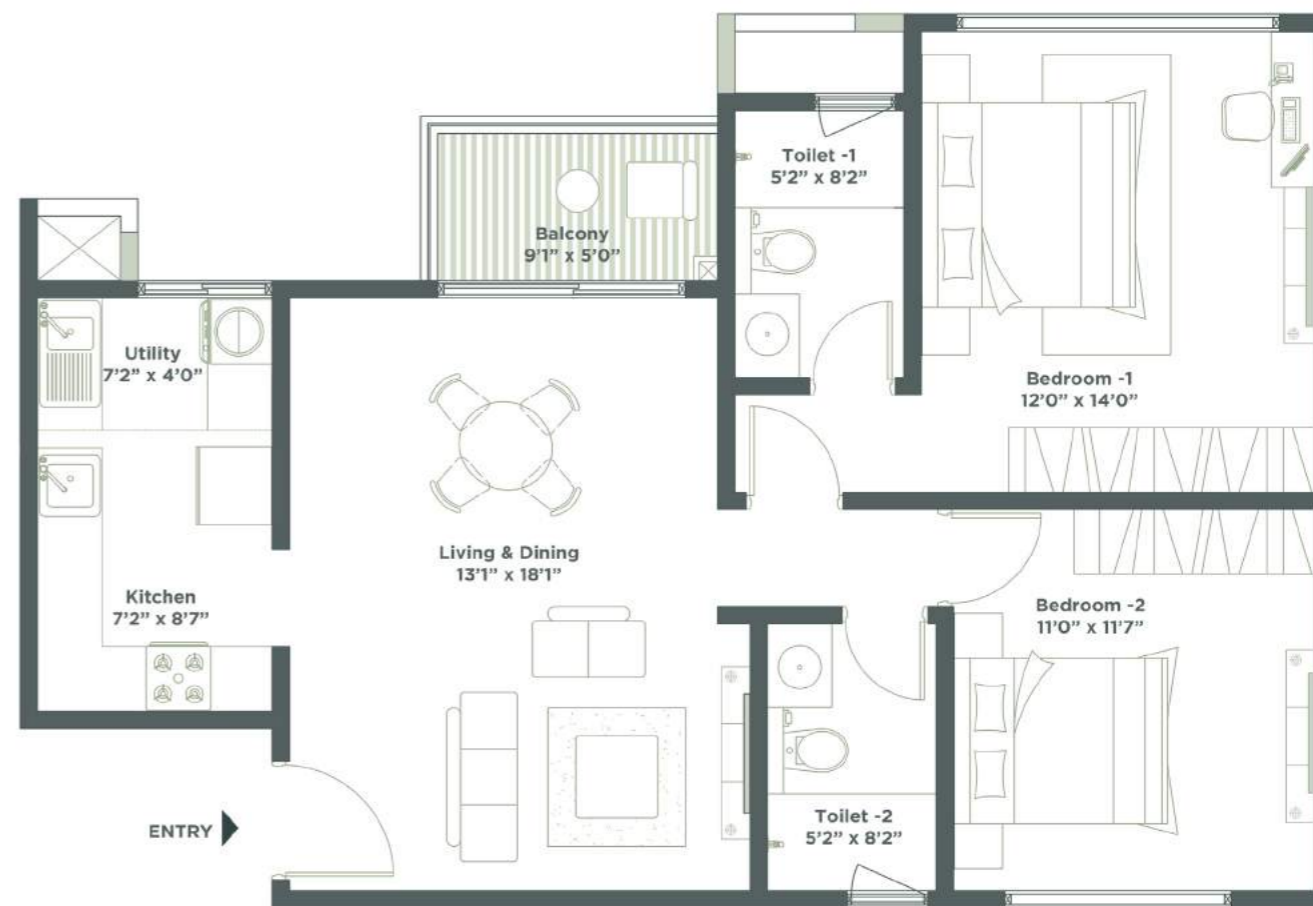 Toilet -1
5’2” x 8’2”
Balcony
9’1” x 5’0”
Utility
7’2” x 4’0”
Bedroom -1
12’0” x 14’0”
Living & Dining
13’1” x 18’1”
Kitchen
7’2” x 8’7”
Bedroom -2
11’0” x 11’7”
ENTRY
Toilet -2
5’2” x 8’2”